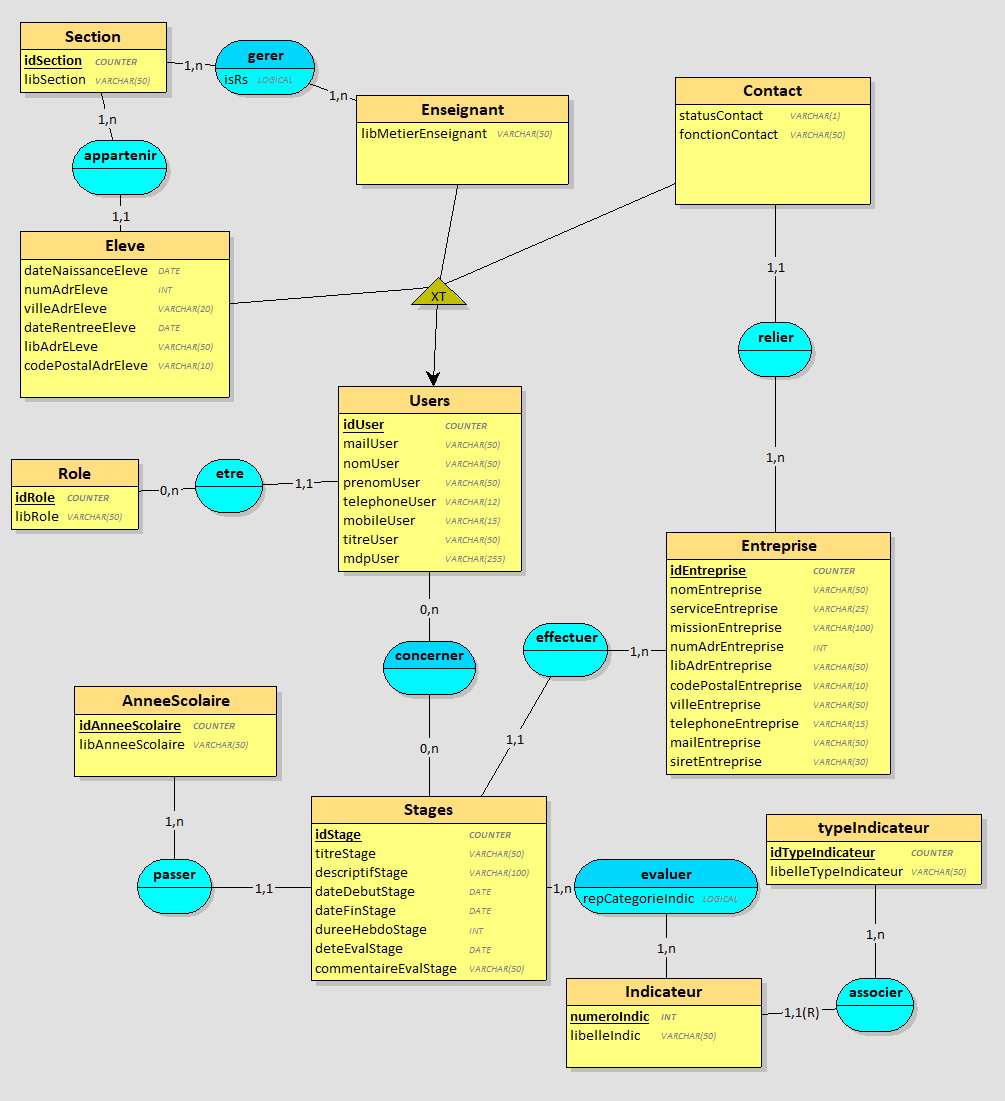 Section
idSection COUNTER
libSection VARCHAR(50)
1,n
gerer
isRs LOGICAL
1,n
Enseignant
libMetierEnseignant VARCHAR(50)
Contact
statusContact VARCHAR(1)
fonctionContact VARCHAR(50)
1,n
appartenir
1,1
Eleve
dateNaissanceEleve DATE
numAdrEleve INT
villeAdrEleve VARCHAR(20)
dateRentreeEleve DATE
libAdrELeve VARCHAR(50)
codePostalAdrEleve VARCHAR(10)
XT
1,1
relier
1,n
Users
idUser COUNTER
mailUser VARCHAR(50)
nomUser VARCHAR(50)
prenomUser VARCHAR(50)
telephoneUser VARCHAR(12)
mobileUser VARCHAR(15)
titreUser VARCHAR(50)
mdpUser VARCHAR(255)
Role
idRole COUNTER
libRole VARCHAR(50)
0,n
etre
1,1
Entreprise
idEntreprise COUNTER
nomEntreprise VARCHAR(50)
serviceEntreprise VARCHAR(25)
missionEntreprise VARCHAR(100)
numAdrEntreprise INT
libAdrEntreprise VARCHAR(50)
codePostalEntreprise VARCHAR(10)
villeEntreprise VARCHAR(50)
telephoneEntreprise VARCHAR(15)
mailEntreprise VARCHAR(50)
siretEntreprise VARCHAR(30)
0,n
concerner
0,n
effectuer
1,n
1,1
AnneeScolaire
idAnneeScolaire COUNTER
libAnneeScolaire VARCHAR(50)
1,n
passer
1,1
Stages
idStage COUNTER
titreStage VARCHAR(50)
descriptifStage VARCHAR(100)
dateDebutStage DATE
dateFinStage DATE
dureeHebdoStage INT
deteEvalStage DATE
commentaireEvalStage VARCHAR(50)
1,n
evaluer
repCategorieIndic LOGICAL
1,n
typeIndicateur
idTypeIndicateur COUNTER
libelleTypeIndicateur VARCHAR(50)
1,n
associer
1,1(R)
Indicateur
numeroIndic INT
libelleIndic VARCHAR(50)